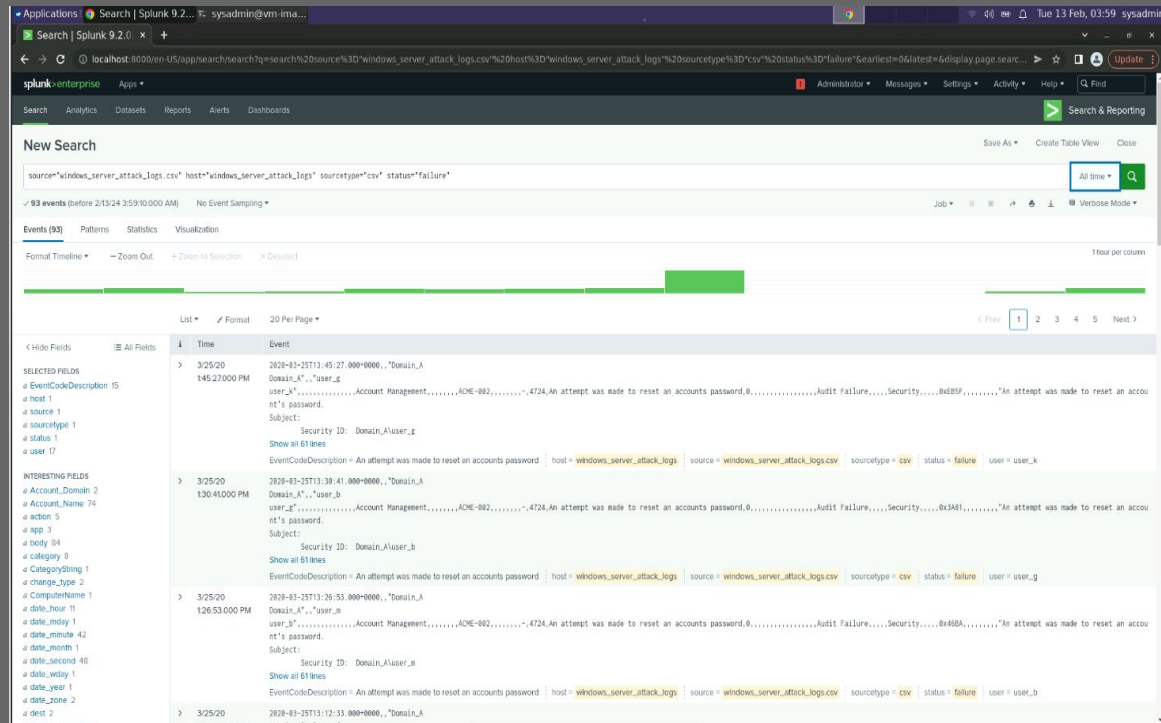 Applications Search | Splunk 9.2... sysadmin@vm-ima... Tue 13 Feb, 03:59 sysadmin
Search | Splunk 9.2.0
localhost:8000/en-US/app/search/search?q=search%20source%3D"windows_server_attack_logs.csv"%20host%3D"windows_server_attack_logs"%20sourcetype%3D"csv"%20status%3D"failure"&earliest=0&latest=&display.page.searc... Update
splunk>enterprise Apps Administrator Messages Settings Activity Help Find
Search Analytics Datasets Reports Alerts Dashboards Search & Reporting
New Search Save As Create Table View Close
source="windows_server_attack_logs.csv" host="windows_server_attack_logs" sourcetype="csv" status="failure" All time
93 events (before 2/13/24 3:59:10.000 AM) No Event Sampling Job Verbose Mode
Events (93) Patterns Statistics Visualization
Format Timeline — Zoom Out + Zoom to Selection × Deselect 1 hour per column
List Format 20 Per Page < Prev 1 2 3 4 5 Next >
< Hide Fields All Fields i Time Event
SELECTED FIELDS
a EventCodeDescription 15
a host 1
a source 1
a sourcetype 1
a status 1
a user 17
INTERESTING FIELDS
a Account_Domain 2
a Account_Name 74
a action 5
a app 3
a body 84
a category 8
a CategoryString 1
a change_type 2
a ComputerName 1
# date_hour 11
# date_mday 1
# date_minute 42
a date_month 1
# date_second 48
a date_wday 1
# date_year 1
# date_zone 2
a dest 2
> 3/25/20 2020-03-25T13:45:27.000+0000,,"Domain_A
1:45:27.000 PM Domain_A",,"user_g
user_k",,,,,,,,,,,,,,Account Management,,,,,,,,ACME-002,,,,,,,,-,4724,An attempt was made to reset an accounts password,0,,,,,,,,,,,,,,,,,Audit Failure,,,,,Security,,,,,0xEB5F,,,,,,,,,"An attempt was made to reset an accou
nt's password.
Subject:
Security ID: Domain_A\user_g
Show all 61 lines
EventCodeDescription = An attempt was made to reset an accounts password host = windows_server_attack_logs source = windows_server_attack_logs.csv sourcetype = csv status = failure user = user_k
> 3/25/20 2020-03-25T13:30:41.000+0000,,"Domain_A
1:30:41.000 PM Domain_A",,"user_b
user_g",,,,,,,,,,,,,,Account Management,,,,,,,,ACME-002,,,,,,,,-,4724,An attempt was made to reset an accounts password,0,,,,,,,,,,,,,,,,,Audit Failure,,,,,Security,,,,,0x3A81,,,,,,,,,"An attempt was made to reset an accou
nt's password.
Subject:
Security ID: Domain_A\user_b
Show all 61 lines
EventCodeDescription = An attempt was made to reset an accounts password host = windows_server_attack_logs source = windows_server_attack_logs.csv sourcetype = csv status = failure user = user_g
> 3/25/20 2020-03-25T13:26:53.000+0000,,"Domain_A
1:26:53.000 PM Domain_A",,"user_m
user_b",,,,,,,,,,,,,,Account Management,,,,,,,,ACME-002,,,,,,,,-,4724,An attempt was made to reset an accounts password,0,,,,,,,,,,,,,,,,,Audit Failure,,,,,Security,,,,,0x46BA,,,,,,,,,"An attempt was made to reset an accou
nt's password.
Subject:
Security ID: Domain_A\user_m
Show all 61 lines
EventCodeDescription = An attempt was made to reset an accounts password host = windows_server_attack_logs source = windows_server_attack_logs.csv sourcetype = csv status = failure user = user_b
> 3/25/20 2020-03-25T13:12:33.000+0000,,"Domain_A